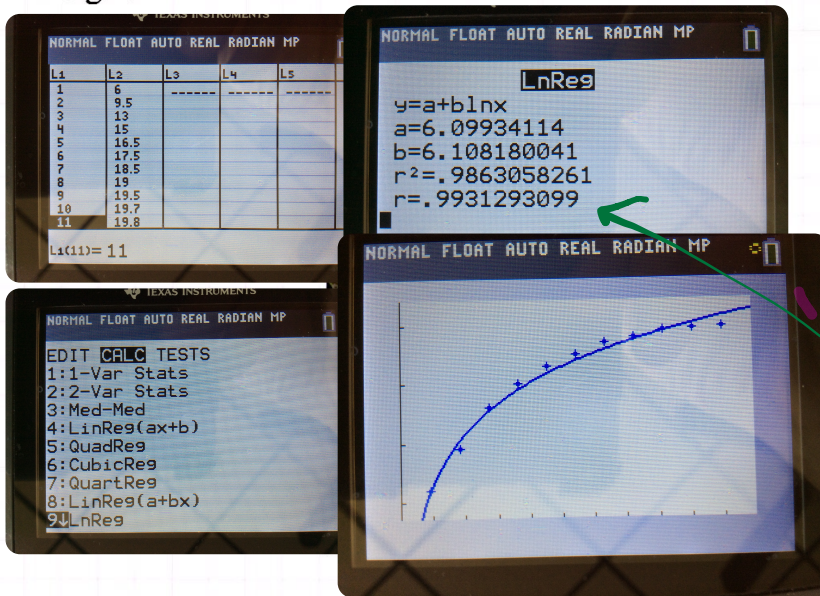 TEXAS INSTRUMENTS
NORMAL FLOAT AUTO REAL RADIAN MP
L1 L2 L3 L4 L5
1 6 ------ ------ ------
2 9.5
3 13
4 15
5 16.5
6 17.5
7 18.5
8 19
9 19.5
10 19.7
11 19.8
L1(11)= 11
NORMAL FLOAT AUTO REAL RADIAN MP
LnReg
y=a+blnx
a=6.09934114
b=6.108180041
r²=.9863058261
r=.9931293099
TEXAS INSTRUMENTS
NORMAL FLOAT AUTO REAL RADIAN MP
EDIT CALC TESTS
1:1-Var Stats
2:2-Var Stats
3:Med-Med
4:LinReg(ax+b)
5:QuadReg
6:CubicReg
7:QuartReg
8:LinReg(a+bx)
9↓LnReg
NORMAL FLOAT AUTO REAL RADIAN MP